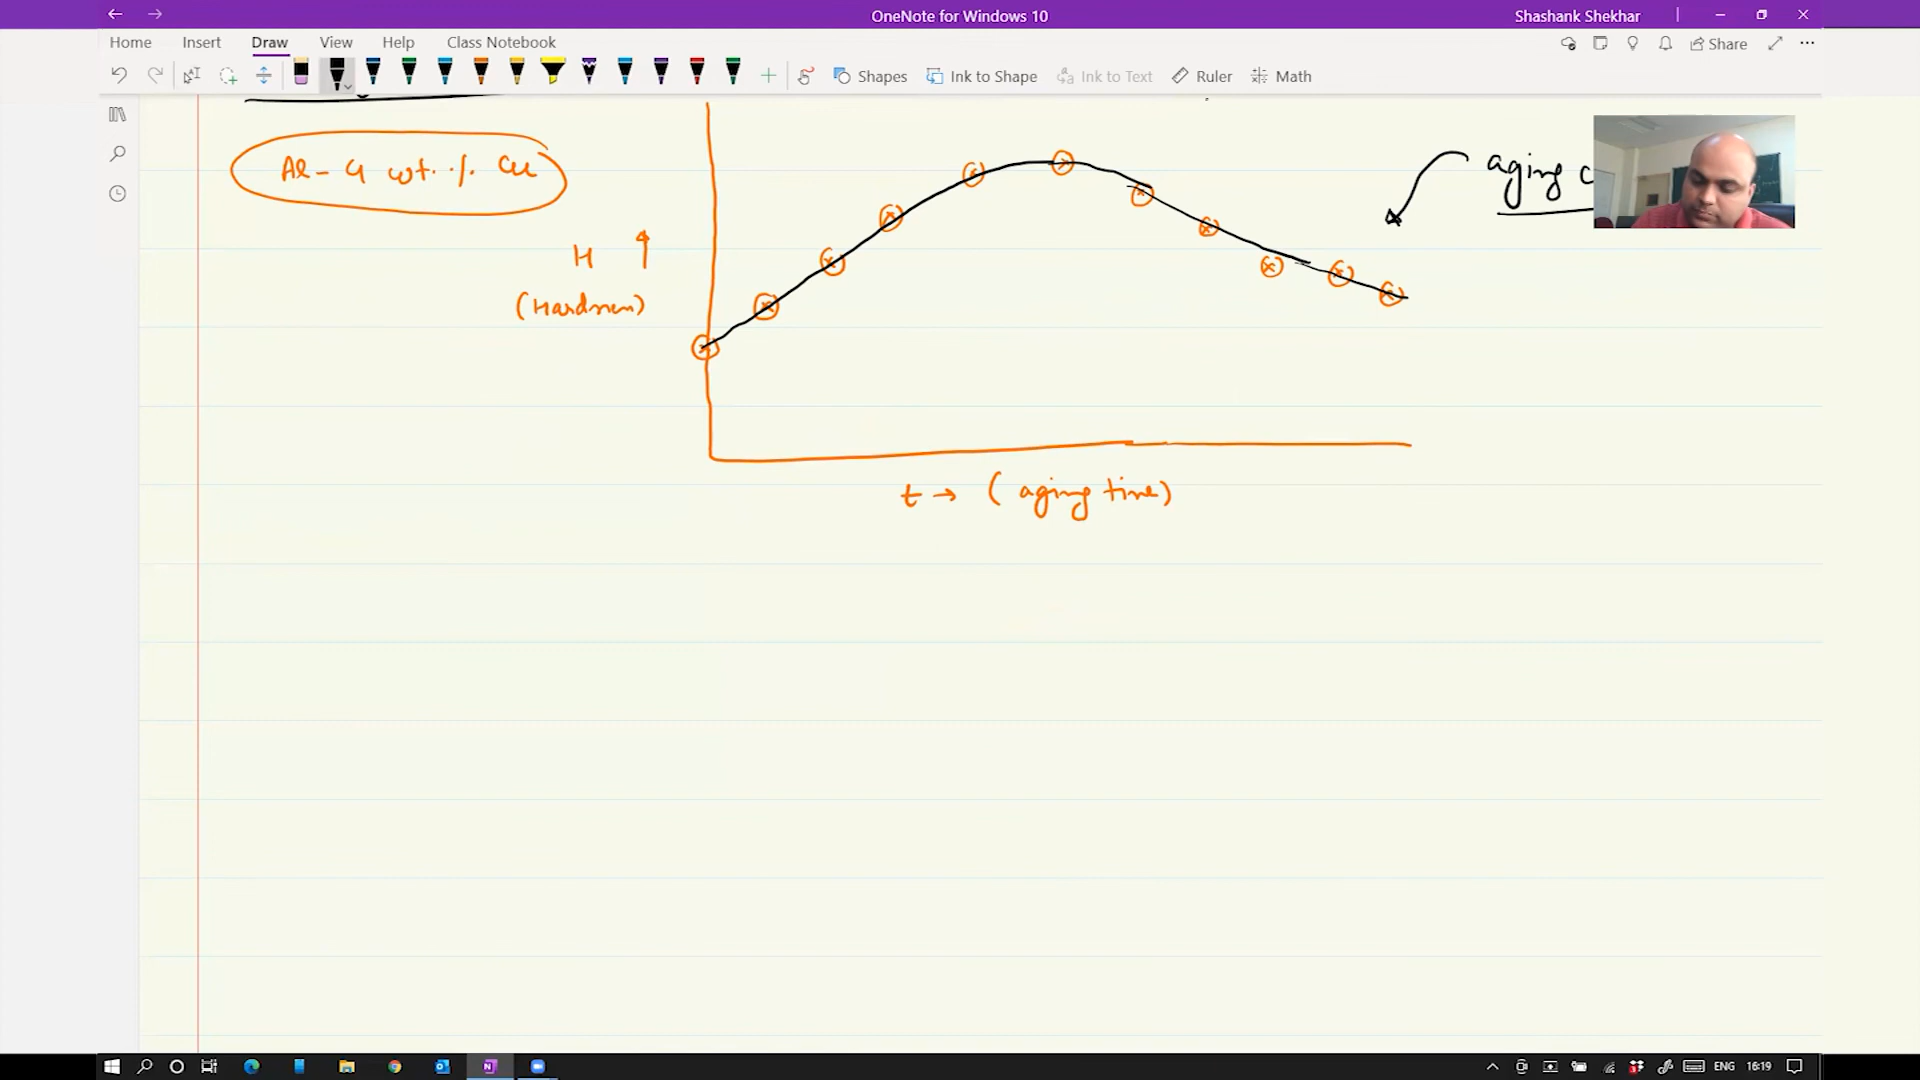 OneNote for Windows 10
Shashank Shekhar
Home Insert Draw View Help Class Notebook
Share
Shapes Ink to Shape Ink to Text Ruler Math
Al - 4 wt. % Cu
aging c
H
(Hardness)
t → (aging time)
ENG 16:19